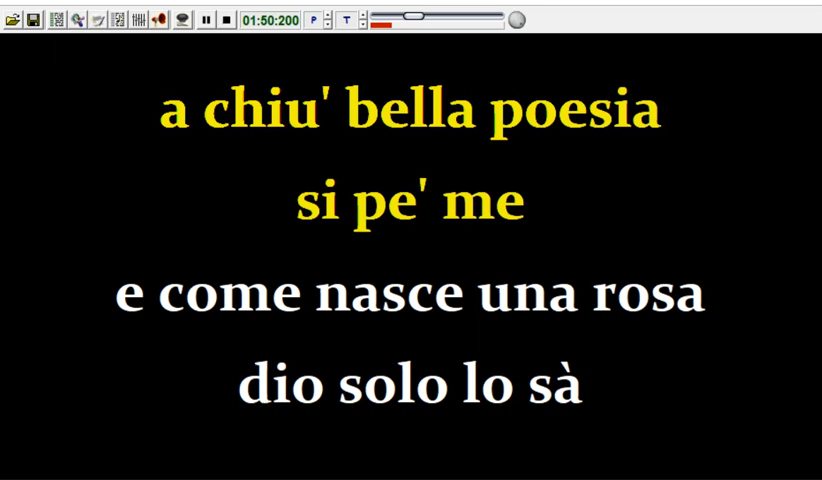 01:50:200 P T
a chiu' bella poesia
si pe' me
e come nasce una rosa
dio solo lo sà